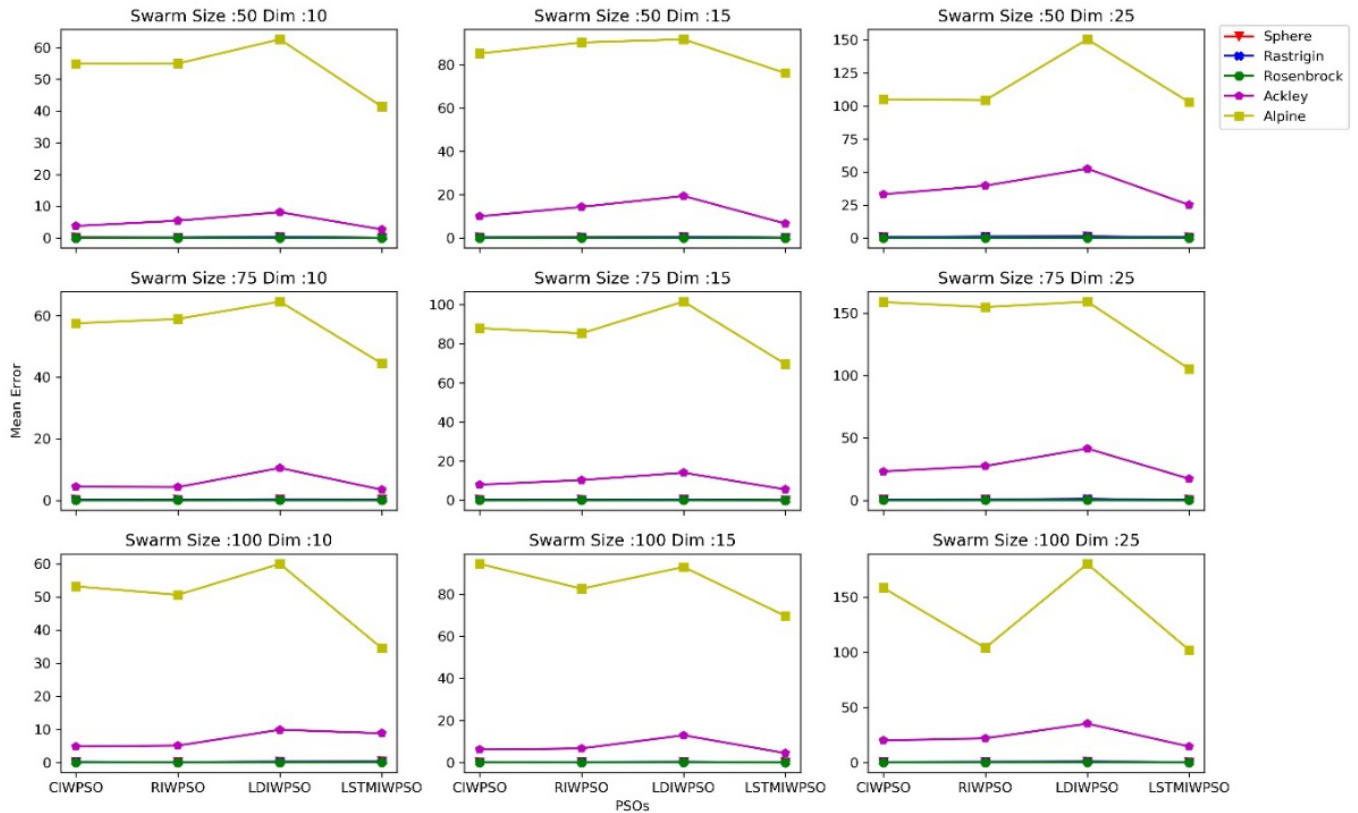 Swarm Size :50 Dim :10
60
50
40
30
20
10
0
Swarm Size :50 Dim :15
80
60
40
20
0
Swarm Size :50 Dim :25
150
125
100
75
50
25
0
Sphere
Rastrigin
Rosenbrock
Ackley
Alpine
Mean Error
Swarm Size :75 Dim :10
60
40
20
0
Swarm Size :75 Dim :15
100
80
60
40
20
0
Swarm Size :75 Dim :25
150
100
50
0
Swarm Size :100 Dim :10
60
50
40
30
20
10
0
CIWPSO
RIWPSO
LDIWPSO
LSTMIWPSO
Swarm Size :100 Dim :15
80
60
40
20
0
CIWPSO
RIWPSO
LDIWPSO
LSTMIWPSO
PSOs
Swarm Size :100 Dim :25
150
100
50
0
CIWPSO
RIWPSO
LDIWPSO
LSTMIWPSO